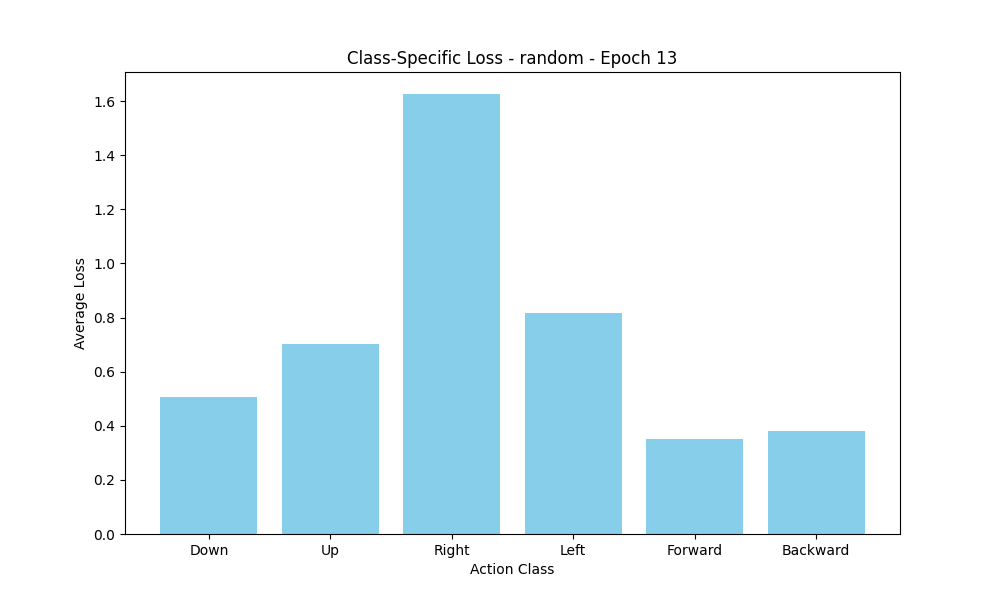 Class-Specific Loss - random - Epoch 13
1.6
1.4
1.2
1.0
0.8
0.6
0.4
0.2
0.0
Average Loss
Down Up Right Left Forward Backward
Action Class